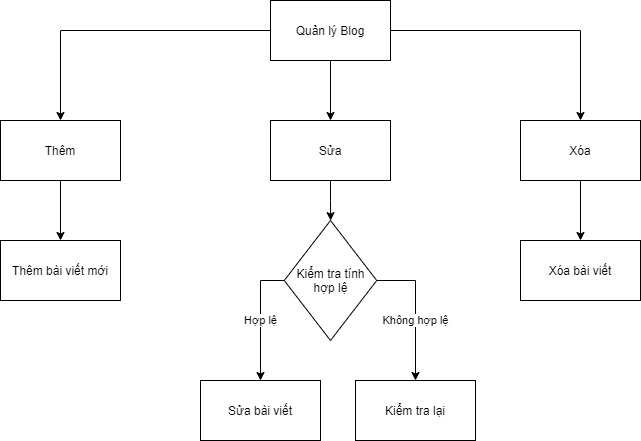 Quản lý Blog
Thêm
Sửa
Xóa
Thêm bài viết mới
Kiểm tra tính
hợp lệ
Xóa bài viết
Hợp lệ
Không hợp lệ
Sửa bài viết
Kiểm tra lại